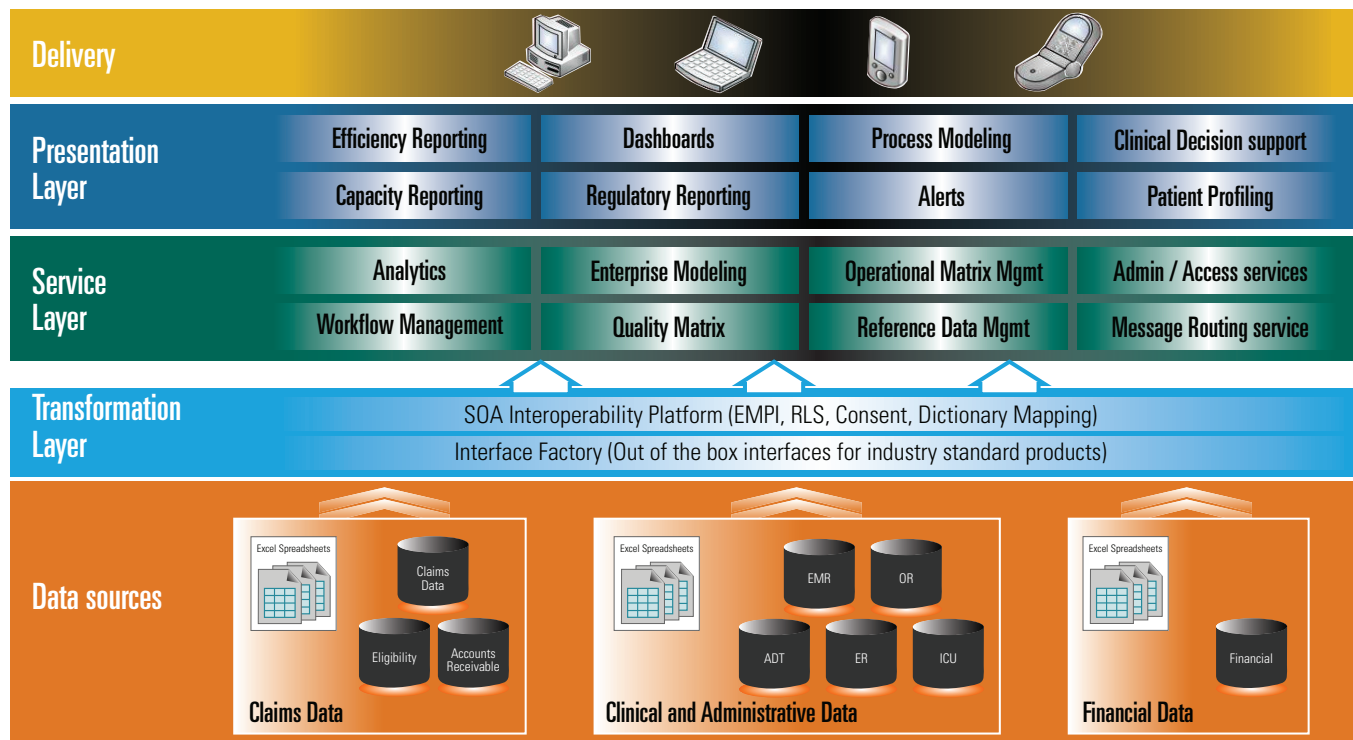 Delivery
Presentation
Layer
Efficiency Reporting
Dashboards
Process Modeling
Clinical Decision support
Capacity Reporting
Regulatory Reporting
Alerts
Patient Profiling
Service
Layer
Analytics
Enterprise Modeling
Operational Matrix Mgmt
Admin / Access services
Workflow Management
Quality Matrix
Reference Data Mgmt
Message Routing service
Transformation
Layer
SOA Interoperability Platform (EMPI, RLS, Consent, Dictionary Mapping)
Interface Factory (Out of the box interfaces for industry standard products)
Data sources
Excel Spreadsheets
Claims
Data
Eligibility
Accounts
Receivable
Claims Data
Excel Spreadsheets
EMR
OR
ADT
ER
ICU
Clinical and Administrative Data
Excel Spreadsheets
Financial
Financial Data